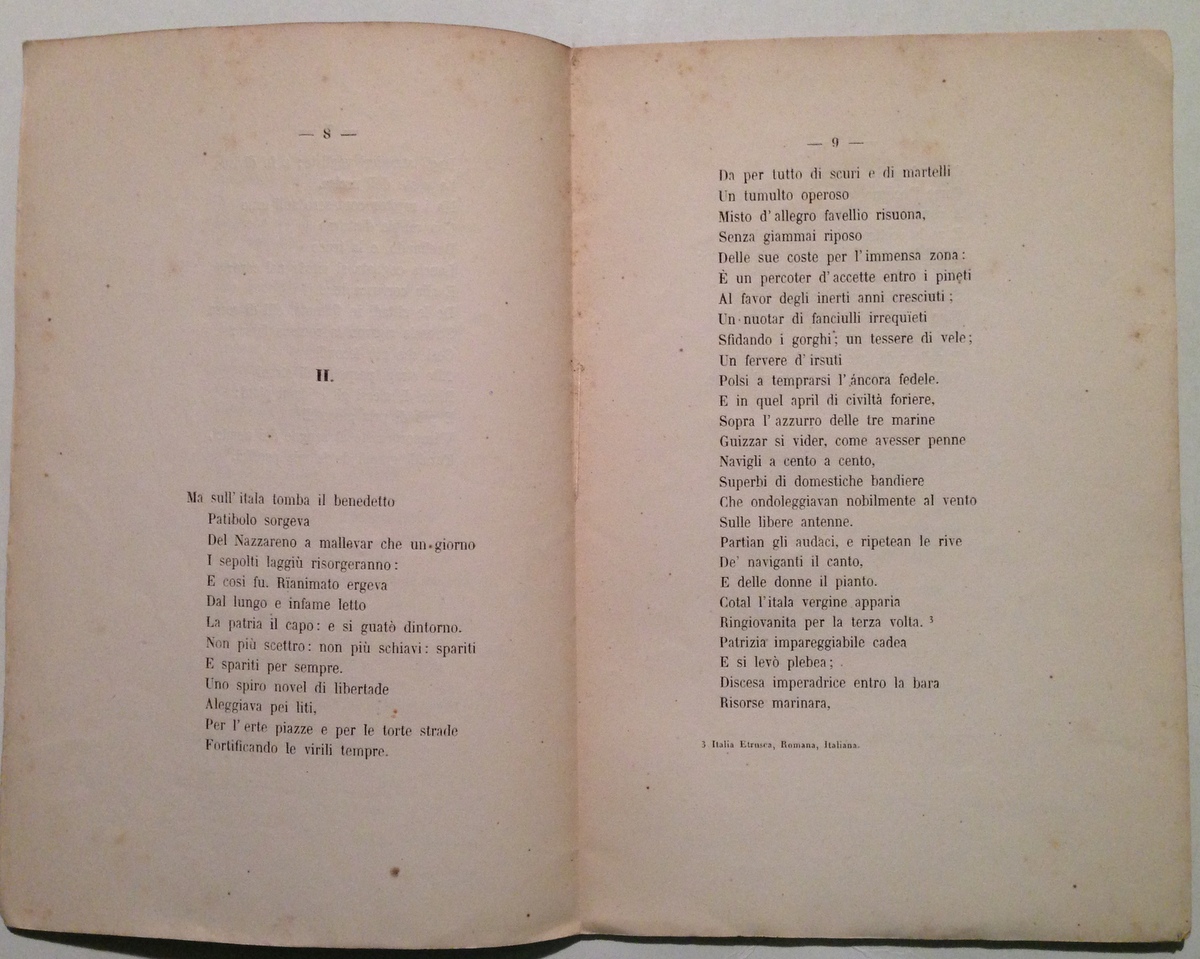 — 8 —
II.
Ma sull' itala tomba il benedetto
Patibolo sorgeva
Del Nazzareno a mallevar che un giorno
I sepolti laggiù risorgeranno :
E così fu. Rianimato ergeva
Dal lungo e infame letto
La patria il capo : e si guatò dintorno.
Non più scettro : non più schiavi : spariti
E spariti per sempre.
Uno spiro novel di libertade
Aleggiava pei liti,
Per l' erte piazze e per le torte strade
Fortificando le virili tempre.
— 9 —
Da per tutto di scuri e di martelli
Un tumulto operoso
Misto d' allegro favellio risuona,
Senza giammai riposo
Delle sue coste per l' immensa zona :
È un percoter d' accette entro i pineti
Al favor degli inerti anni cresciuti ;
Un nuotar di fanciulli irrequieti
Sfidando i gorghi ; un tessere di vele ;
Un fervere d' irsuti
Polsi a temprarsi l' áncora fedele.
E in quel april di civiltà foriere,
Sopra l' azzurro delle tre marine
Guizzar si vider, come avesser penne
Navigli a cento a cento,
Superbi di domestiche bandiere
Che ondoleggiavan nobilmente al vento
Sulle libere antenne.
Partian gli audaci, e ripetean le rive
De' naviganti il canto,
E delle donne il pianto.
Cotal l'itala vergine apparia
Ringiovanita per la terza volta. 3
Patrizia impareggiabile cadea
E si levò plebea ;
Discesa imperadrice entro la bara
Risorse marinara,
3 Italia Etrusca, Romana, Italiana.